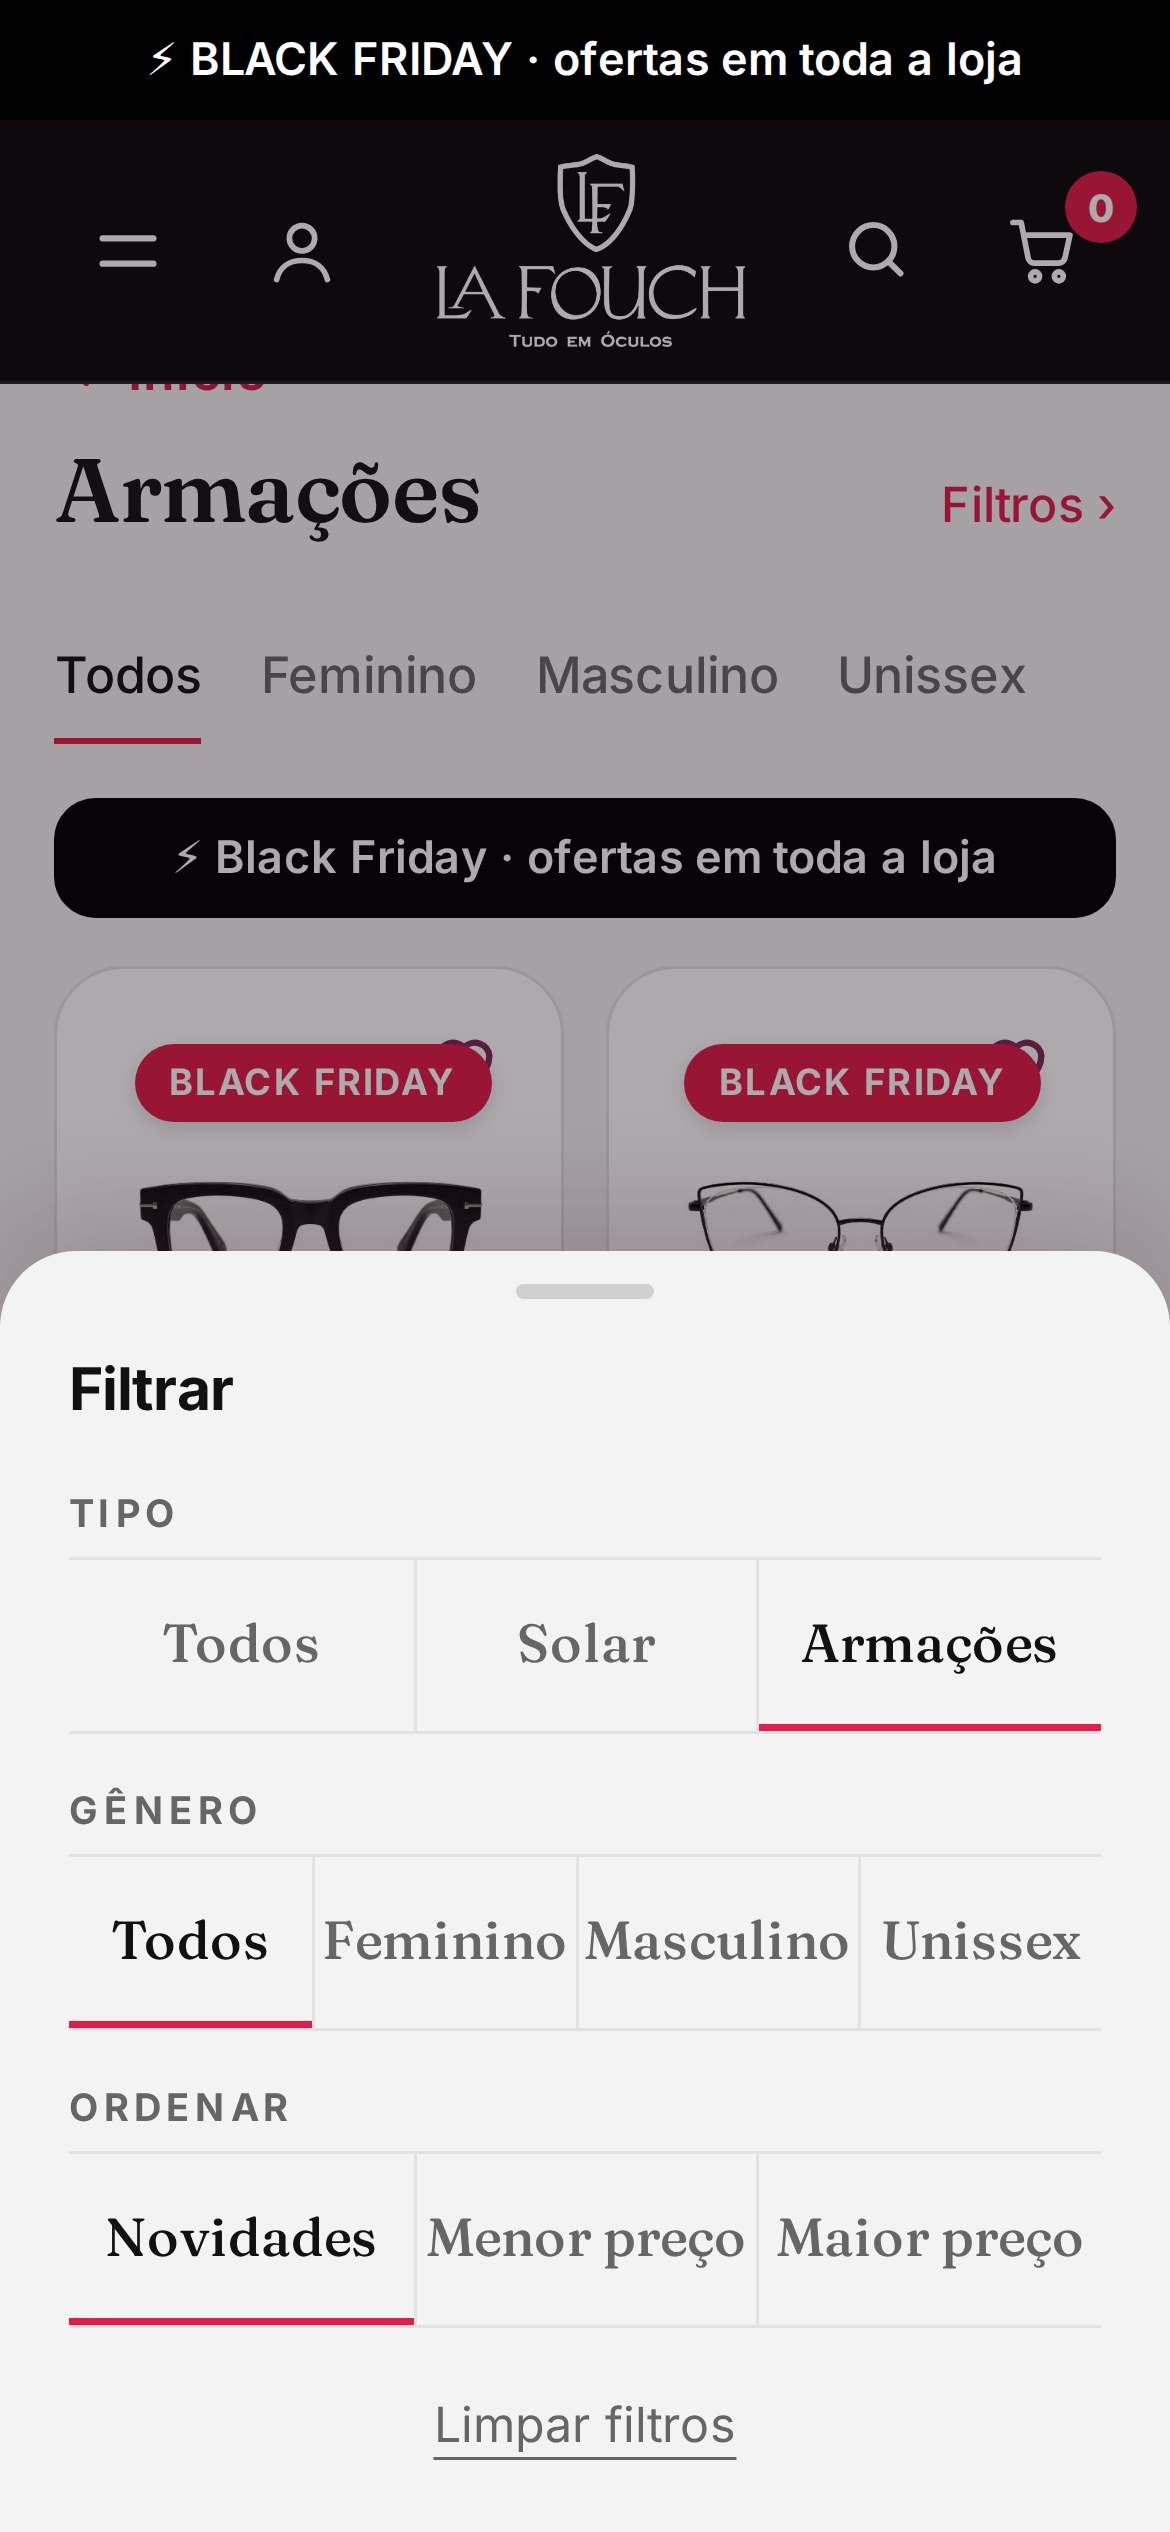 ⚡ BLACK FRIDAY · ofertas em toda a loja
0
LF
LA FOUCH
TUDO EM ÓCULOS
Armações
Filtros ›
Todos Feminino Masculino Unissex
⚡ Black Friday · ofertas em toda a loja
BLACK FRIDAY BLACK FRIDAY
Filtrar
TIPO
Todos Solar Armações
GÊNERO
Todos Feminino Masculino Unissex
ORDENAR
Novidades Menor preço Maior preço
Limpar filtros